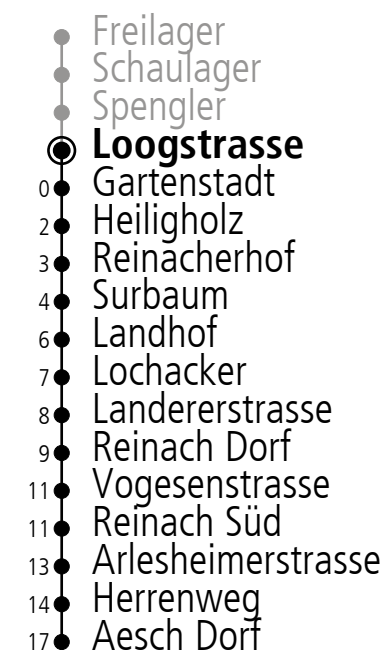 Freilager
Schaulager
Spengler
Loogstrasse
0 Gartenstadt
2 Heiligholz
3 Reinacherhof
4 Surbaum
6 Landhof
7 Lochacker
8 Landererstrasse
9 Reinach Dorf
11 Vogesenstrasse
11 Reinach Süd
13 Arlesheimerstrasse
14 Herrenweg
17 Aesch Dorf